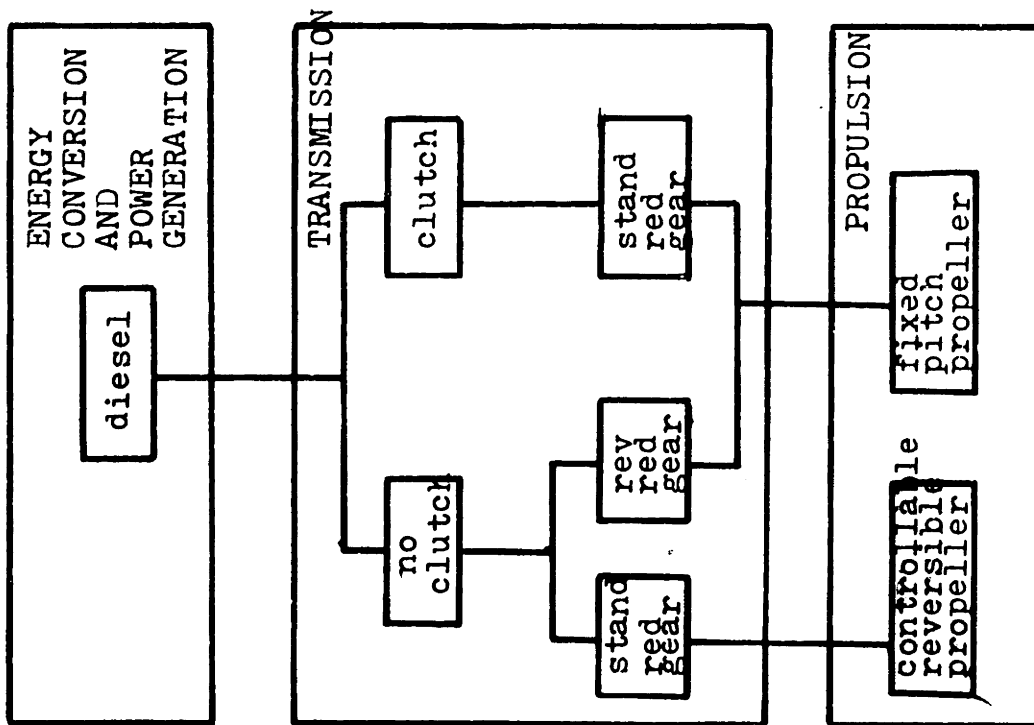 ENERGY
CONVERSION
AND
POWER
GENERATION
diesel
TRANSMISSION
no
clutch
clutch
stand
red
gear
rev
red
gear
stand
red
gear
PROPULSION
controllable
reversible
propeller
fixed
pitch
propeller